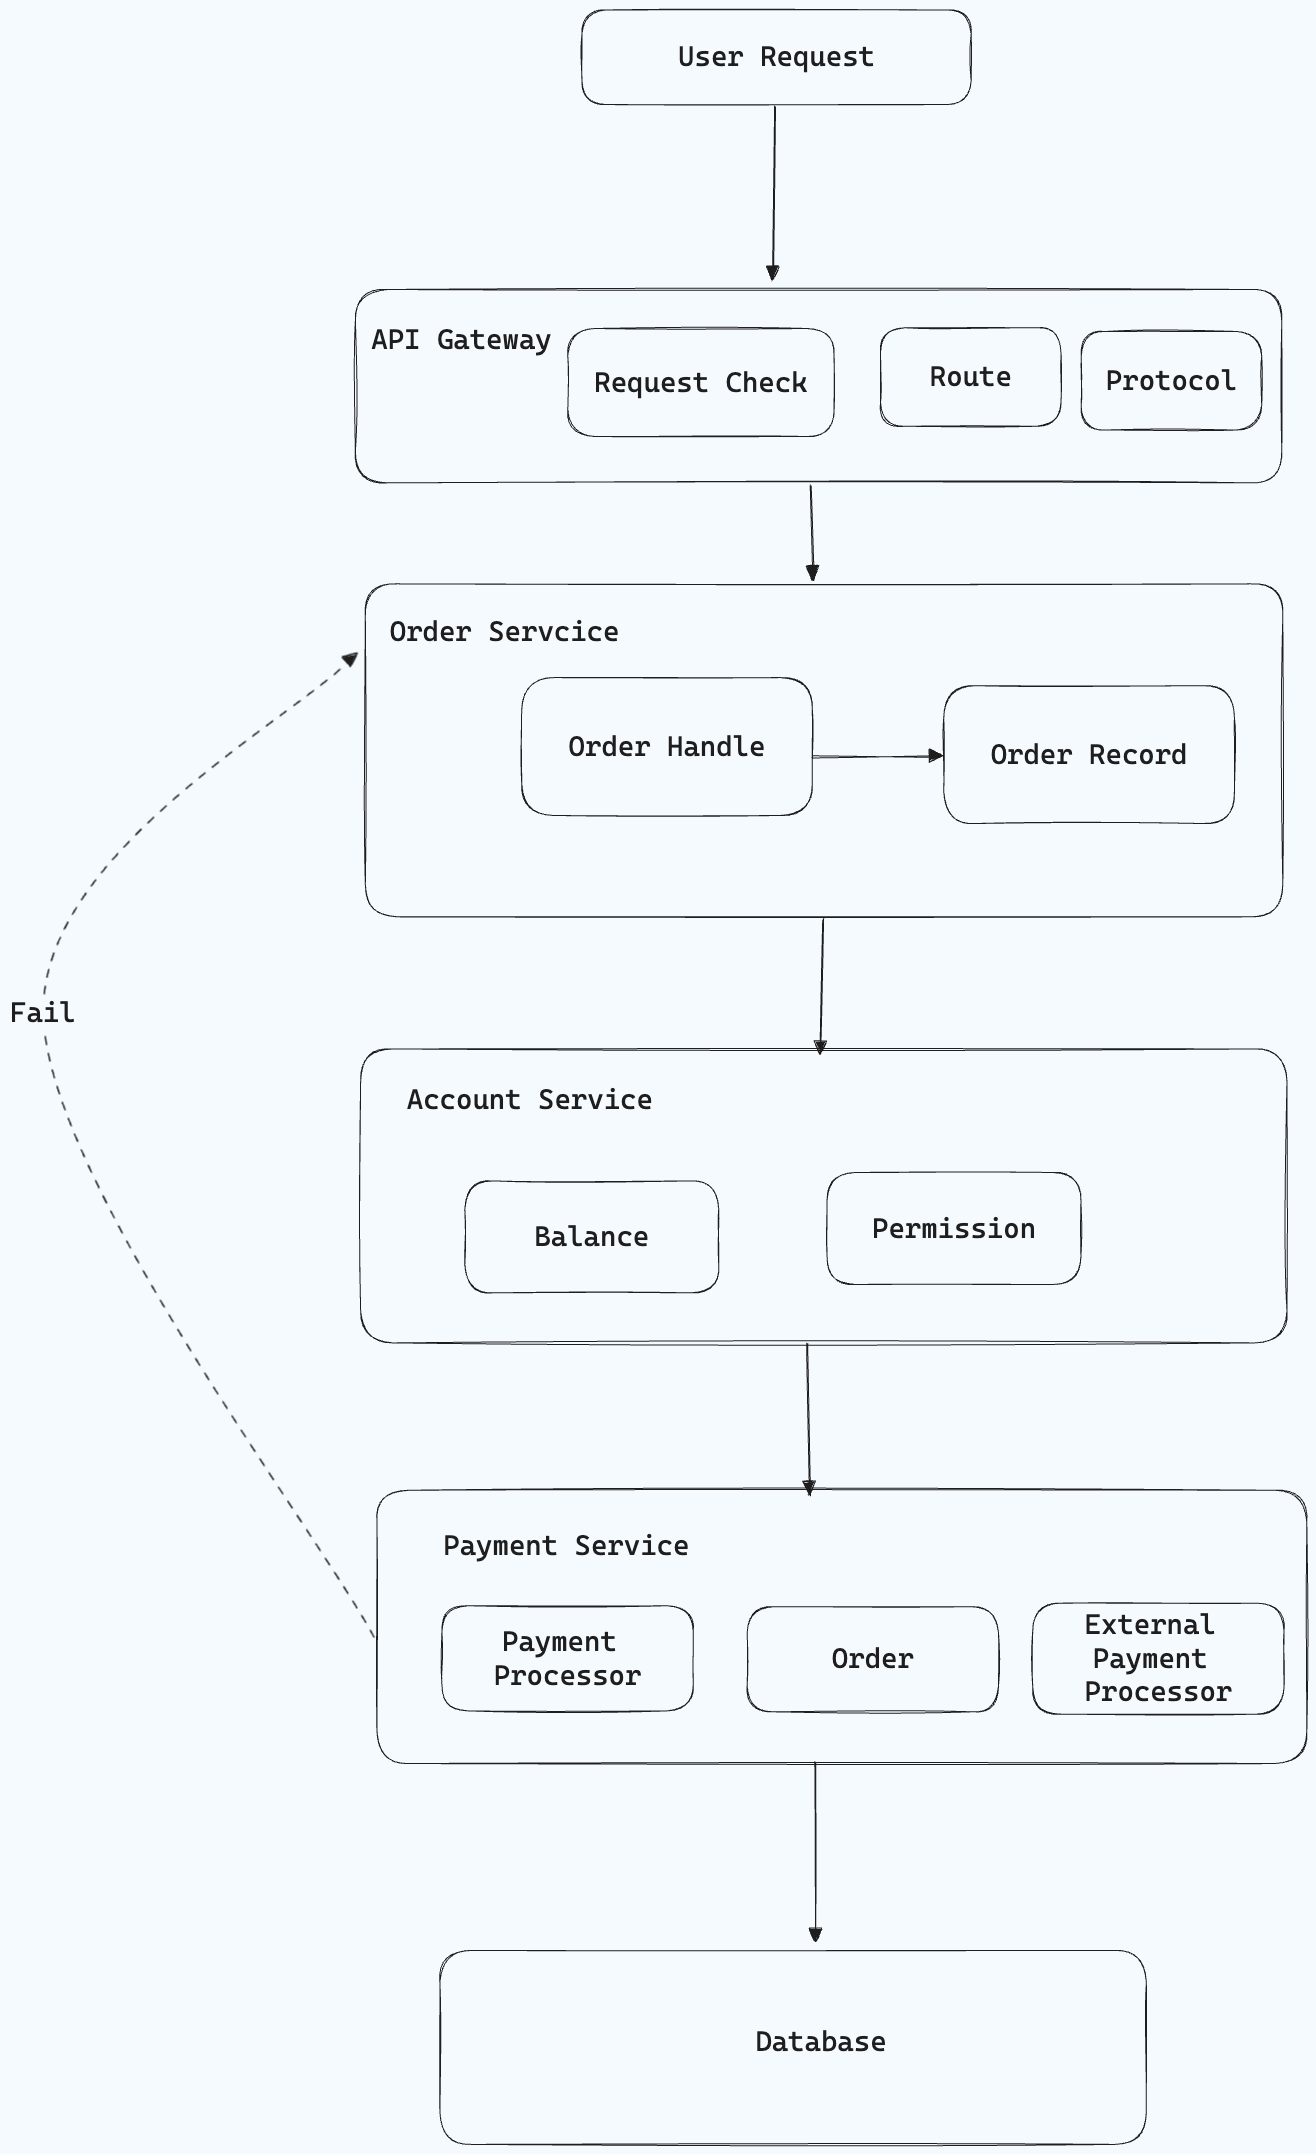 User Request
API Gateway
Request Check
Route
Protocol
Order Servcice
Order Handle
Order Record
Fail
Account Service
Balance
Permission
Payment Service
Payment
Processor
Order
External
Payment
Processor
Database